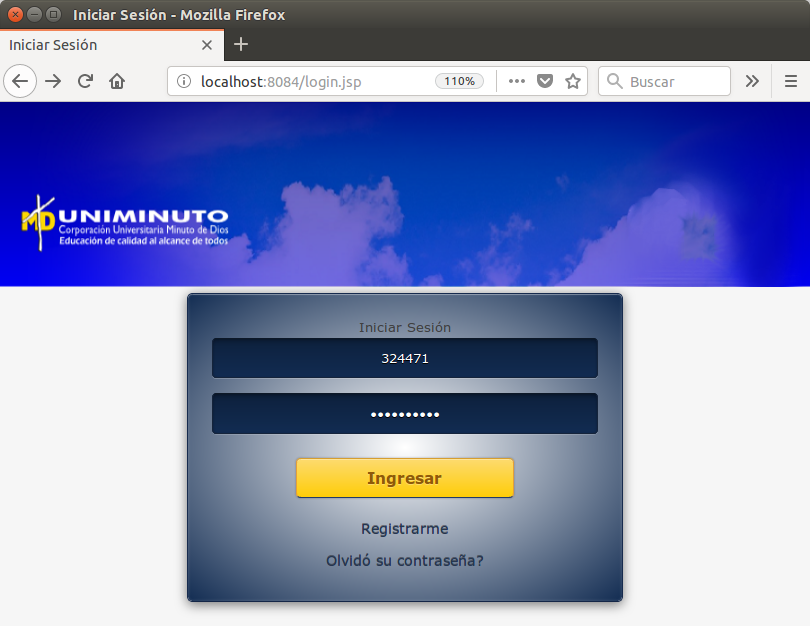 Iniciar Sesión - Mozilla Firefox
Iniciar Sesión
localhost:8084/login.jsp
110%
Buscar
MD UNIMINUTO
Corporación Universitaria Minuto de Dios
Educación de calidad al alcance de todos
Iniciar Sesión
324471
••••••••••
Ingresar
Registrarme
Olvidó su contraseña?